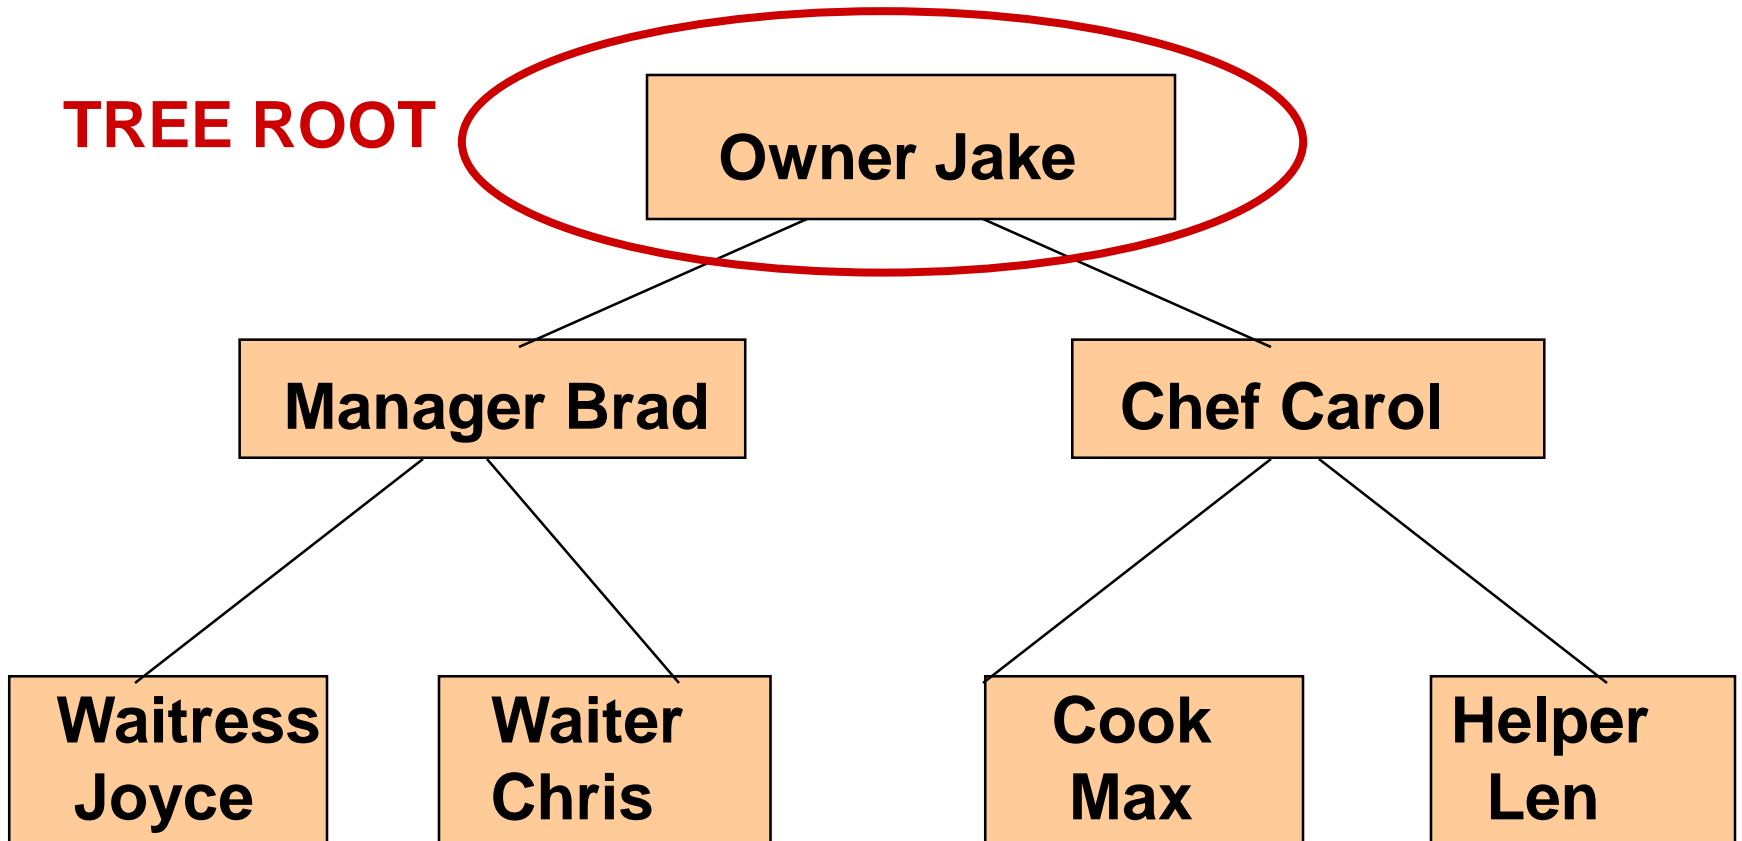 TREE ROOT
Owner Jake
Manager Brad
Chef Carol
Waitress
Joyce
Waiter
Chris
Cook
Max
Helper
Len